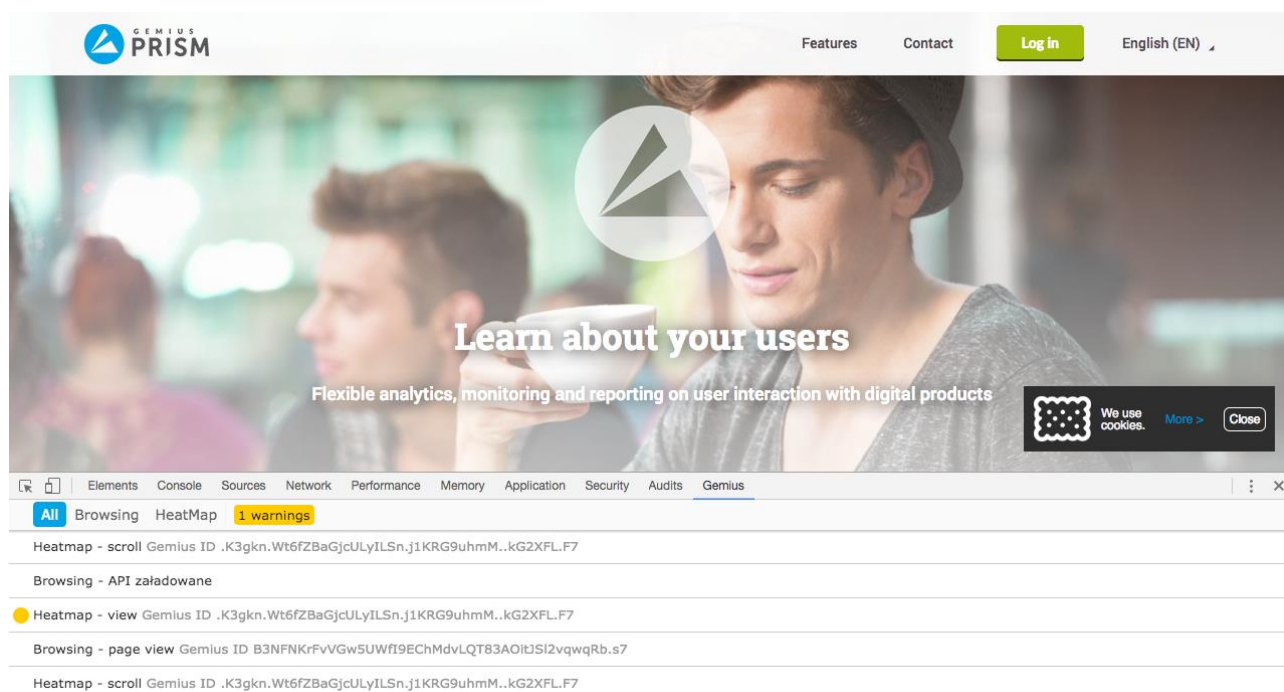 GEMIUS
PRISM
Features Contact Log in English (EN)
Learn about your users
Flexible analytics, monitoring and reporting on user interaction with digital products
We use
cookies.
More >
Close
Elements Console Sources Network Performance Memory Application Security Audits Gemius
All Browsing HeatMap 1 warnings
Heatmap - scroll Gemius ID .K3gkn.Wt6fZBaGjcULyILSn.j1KRG9uhmM..kG2XFL.F7
Browsing - API załadowane
Heatmap - view Gemius ID .K3gkn.Wt6fZBaGjcULyILSn.j1KRG9uhmM..kG2XFL.F7
Browsing - page view Gemius ID B3NFNKrFvVGw5UWfI9EChMdvLQT83AOitJSl2vqwqRb.s7
Heatmap - scroll Gemius ID .K3gkn.Wt6fZBaGjcULyILSn.j1KRG9uhmM..kG2XFL.F7